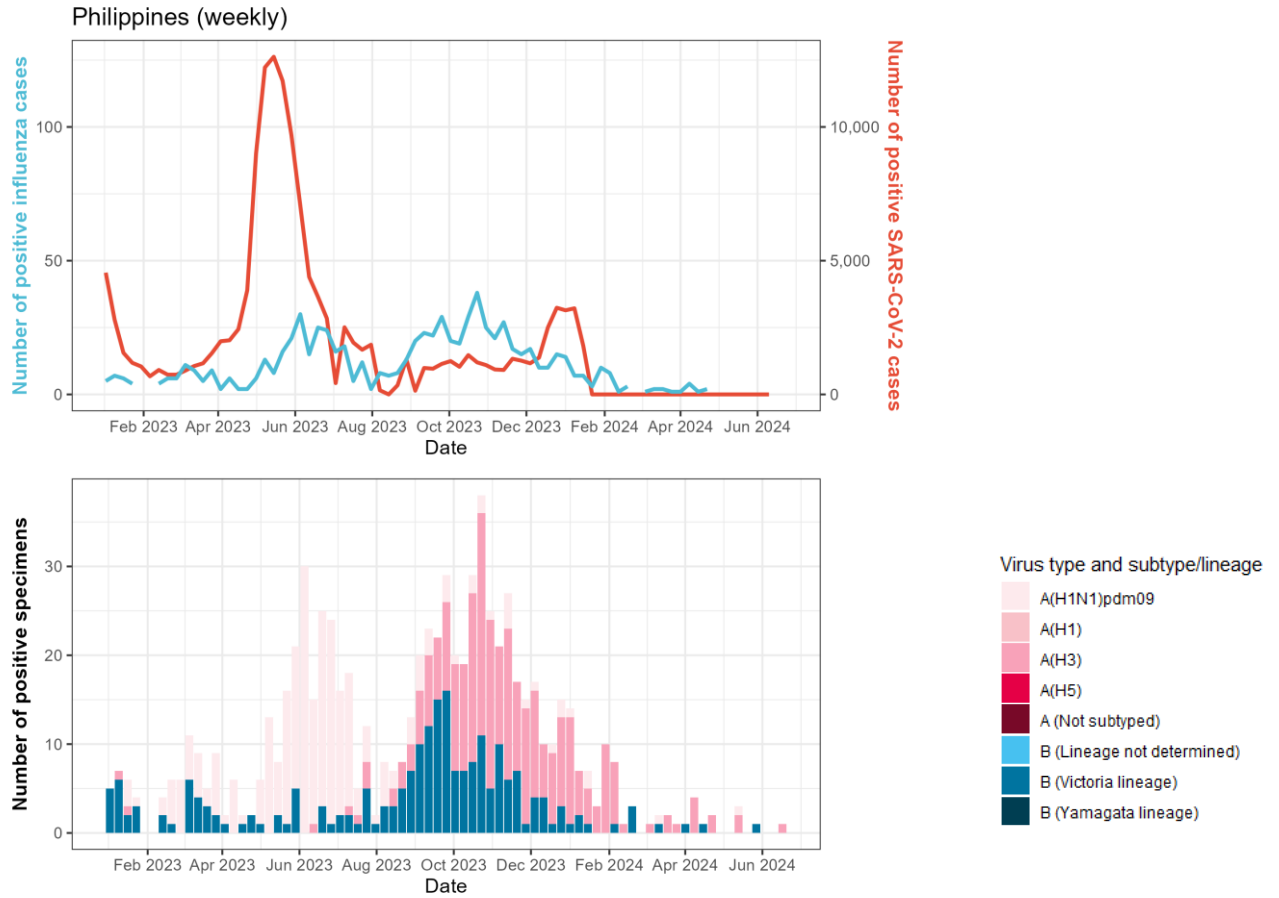 Philippines (weekly)
Number of positive influenza cases
100
50
0
10,000
5,000
0
Number of positive SARS-CoV-2 cases
Feb 2023 Apr 2023 Jun 2023 Aug 2023 Oct 2023 Dec 2023 Feb 2024 Apr 2024 Jun 2024
Date
Number of positive specimens
30
20
10
0
Feb 2023 Apr 2023 Jun 2023 Aug 2023 Oct 2023 Dec 2023 Feb 2024 Apr 2024 Jun 2024
Date
Virus type and subtype/lineage
A(H1N1)pdm09
A(H1)
A(H3)
A(H5)
A (Not subtyped)
B (Lineage not determined)
B (Victoria lineage)
B (Yamagata lineage)